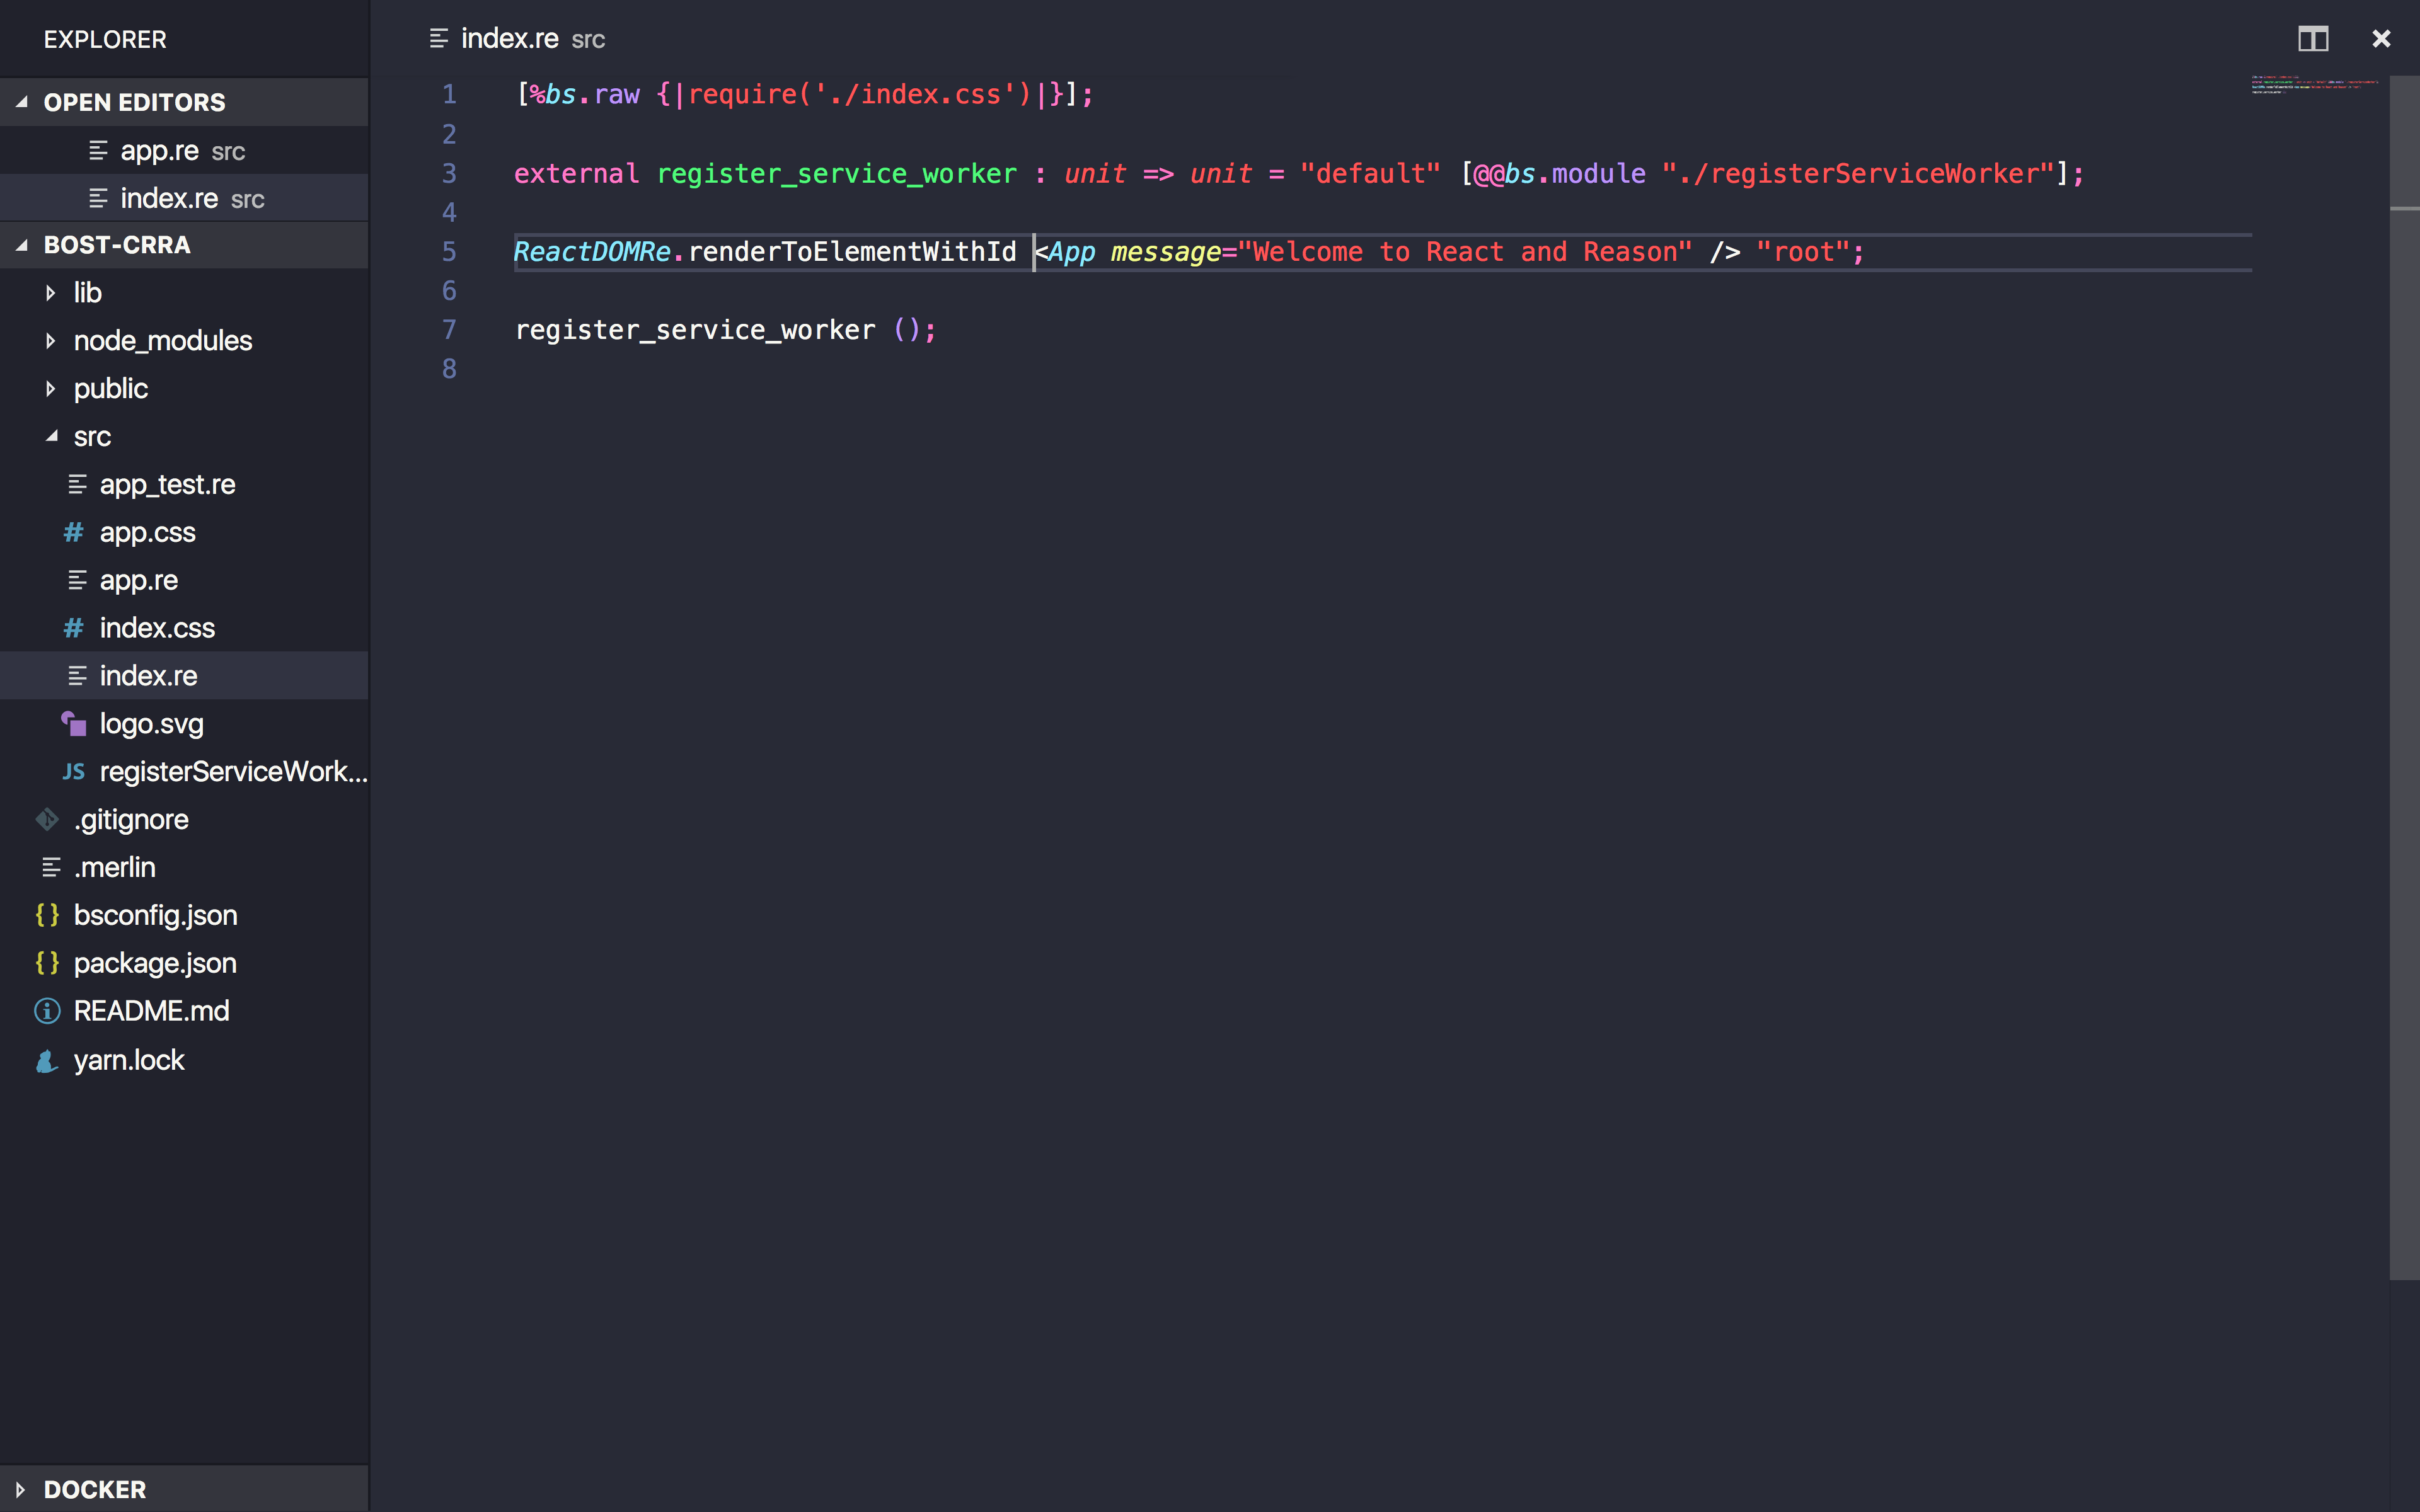 EXPLORER
OPEN EDITORS
app.re src
index.re src
BOST-CRRA
lib
node_modules
public
src
app_test.re
app.css
app.re
index.css
index.re
logo.svg
JS registerServiceWork...
.gitignore
.merlin
bsconfig.json
package.json
README.md
yarn.lock
DOCKER
index.re src
1 [%bs.raw {|require('./index.css')|}];
2
3 external register_service_worker : unit => unit = "default" [@@bs.module "./registerServiceWorker"];
4
5 ReactDOMRe.renderToElementWithId <App message="Welcome to React and Reason" /> "root";
6
7 register_service_worker ();
8